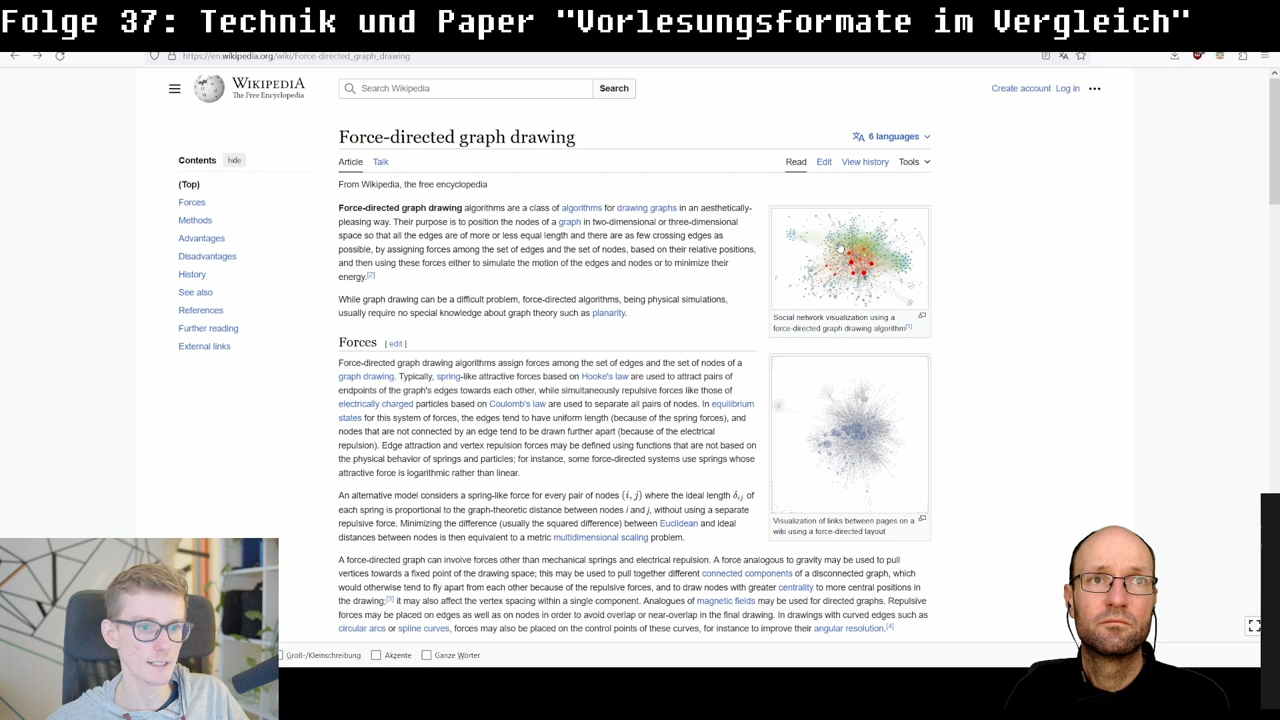 Folge 37: Technik und Paper "Vorlesungsformate im Vergleich"
https://en.wikipedia.org/wiki/Force-directed_graph_drawing
WIKIPEDIA
The Free Encyclopedia
Search Wikipedia
Search
Create account
Log in
Contents
hide
(Top)
Forces
Methods
Advantages
Disadvantages
History
See also
References
Further reading
External links
Force-directed graph drawing
6 languages
Article
Talk
Read
Edit
View history
Tools
From Wikipedia, the free encyclopedia
Force-directed graph drawing algorithms are a class of algorithms for drawing graphs in an aesthetically-
pleasing way. Their purpose is to position the nodes of a graph in two-dimensional or three-dimensional
space so that all the edges are of more or less equal length and there are as few crossing edges as
possible, by assigning forces among the set of edges and the set of nodes, based on their relative positions,
and then using these forces either to simulate the motion of the edges and nodes or to minimize their
energy.[2]
While graph drawing can be a difficult problem, force-directed algorithms, being physical simulations,
usually require no special knowledge about graph theory such as planarity.
Social network visualization using a
force-directed graph drawing algorithm[1]
Forces [ edit ]
Force-directed graph drawing algorithms assign forces among the set of edges and the set of nodes of a
graph drawing. Typically, spring-like attractive forces based on Hooke's law are used to attract pairs of
endpoints of the graph's edges towards each other, while simultaneously repulsive forces like those of
electrically charged particles based on Coulomb's law are used to separate all pairs of nodes. In equilibrium
states for this system of forces, the edges tend to have uniform length (because of the spring forces), and
nodes that are not connected by an edge tend to be drawn further apart (because of the electrical
repulsion). Edge attraction and vertex repulsion forces may be defined using functions that are not based on
the physical behavior of springs and particles; for instance, some force-directed systems use springs whose
attractive force is logarithmic rather than linear.
An alternative model considers a spring-like force for every pair of nodes (i, j) where the ideal length δij of
each spring is proportional to the graph-theoretic distance between nodes i and j, without using a separate
repulsive force. Minimizing the difference (usually the squared difference) between Euclidean and ideal
distances between nodes is then equivalent to a metric multidimensional scaling problem.
Visualization of links between pages on a
wiki using a force-directed layout
A force-directed graph can involve forces other than mechanical springs and electrical repulsion. A force analogous to gravity may be used to pull
vertices towards a fixed point of the drawing space; this may be used to pull together different connected components of a disconnected graph, which
would otherwise tend to fly apart from each other because of the repulsive forces, and to draw nodes with greater centrality to more central positions in
the drawing;[3] it may also affect the vertex spacing within a single component. Analogues of magnetic fields may be used for directed graphs. Repulsive
forces may be placed on edges as well as on nodes in order to avoid overlap or near-overlap in the final drawing. In drawings with curved edges such as
circular arcs or spline curves, forces may also be placed on the control points of these curves, for instance to improve their angular resolution.[4]
Groß-/Kleinschreibung
Akzente
Ganze Wörter